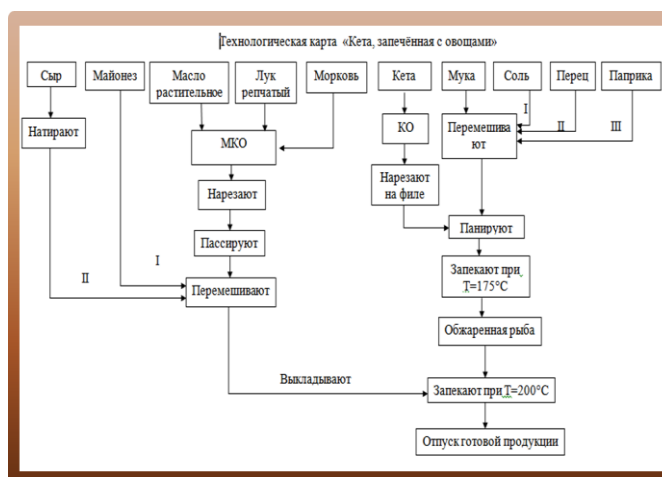 Технологическая карта «Кета, запечённая с овощами»
Сыр
Майонез
Масло
растительное
Лук
репчатый
Морковь
Кета
Мука
Соль
Перец
Паприка
I
Натирают
МКО
КО
Перемешива
ют
II
III
Нарезают
Нарезают
на филе
Пассируют
Панируют
I
II
Перемешивают
Запекают при
Т=175°С
Обжаренная рыба
Выкладывают
Запекают при Т=200°С
Отпуск готовой продукции